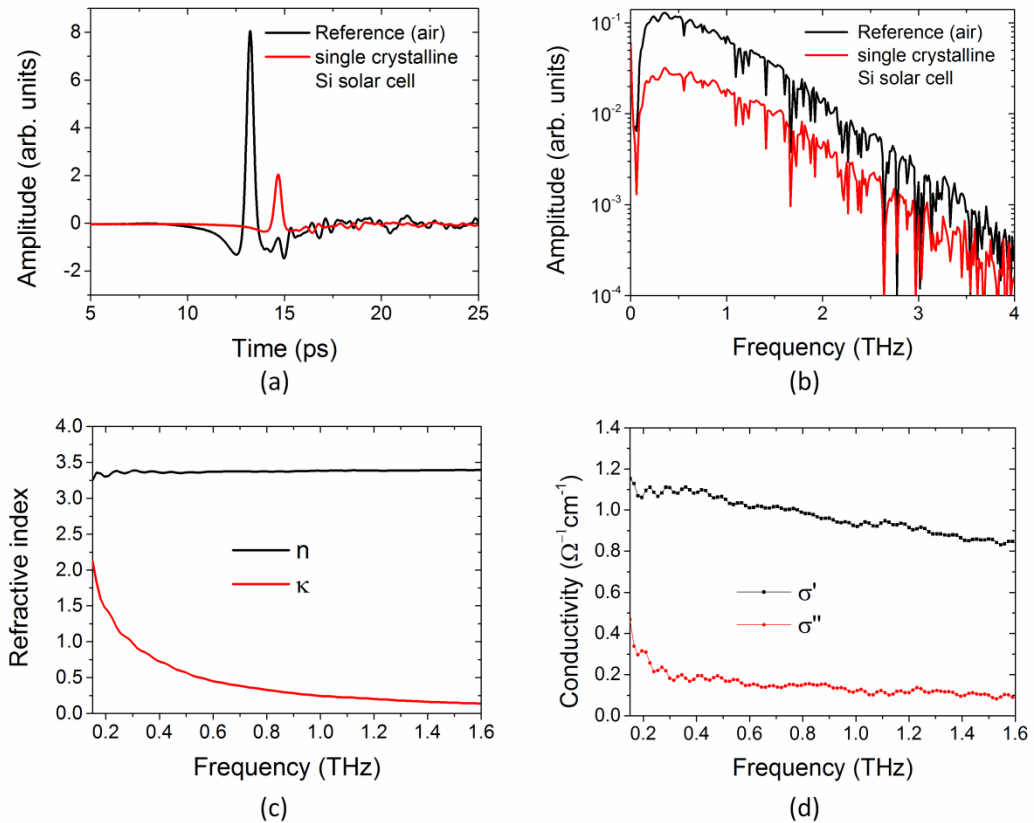 8
6
4
2
0
-2
5
10
15
20
25
Amplitude (arb. units)
Time (ps)
Reference (air)
single crystalline
Si solar cell
(a)
10⁻¹
10⁻²
10⁻³
10⁻⁴
0
1
2
3
4
Amplitude (arb. units)
Frequency (THz)
Reference (air)
single crystalline
Si solar cell
(b)
4.0
3.5
3.0
2.5
2.0
1.5
1.0
0.5
0.0
0.2
0.4
0.6
0.8
1.0
1.2
1.4
1.6
Refractive index
Frequency (THz)
n
κ
(c)
1.4
1.2
1.0
0.8
0.6
0.4
0.2
0.0
0.2
0.4
0.6
0.8
1.0
1.2
1.4
1.6
Conductivity (Ω⁻¹cm⁻¹)
Frequency (THz)
σ'
σ''
(d)